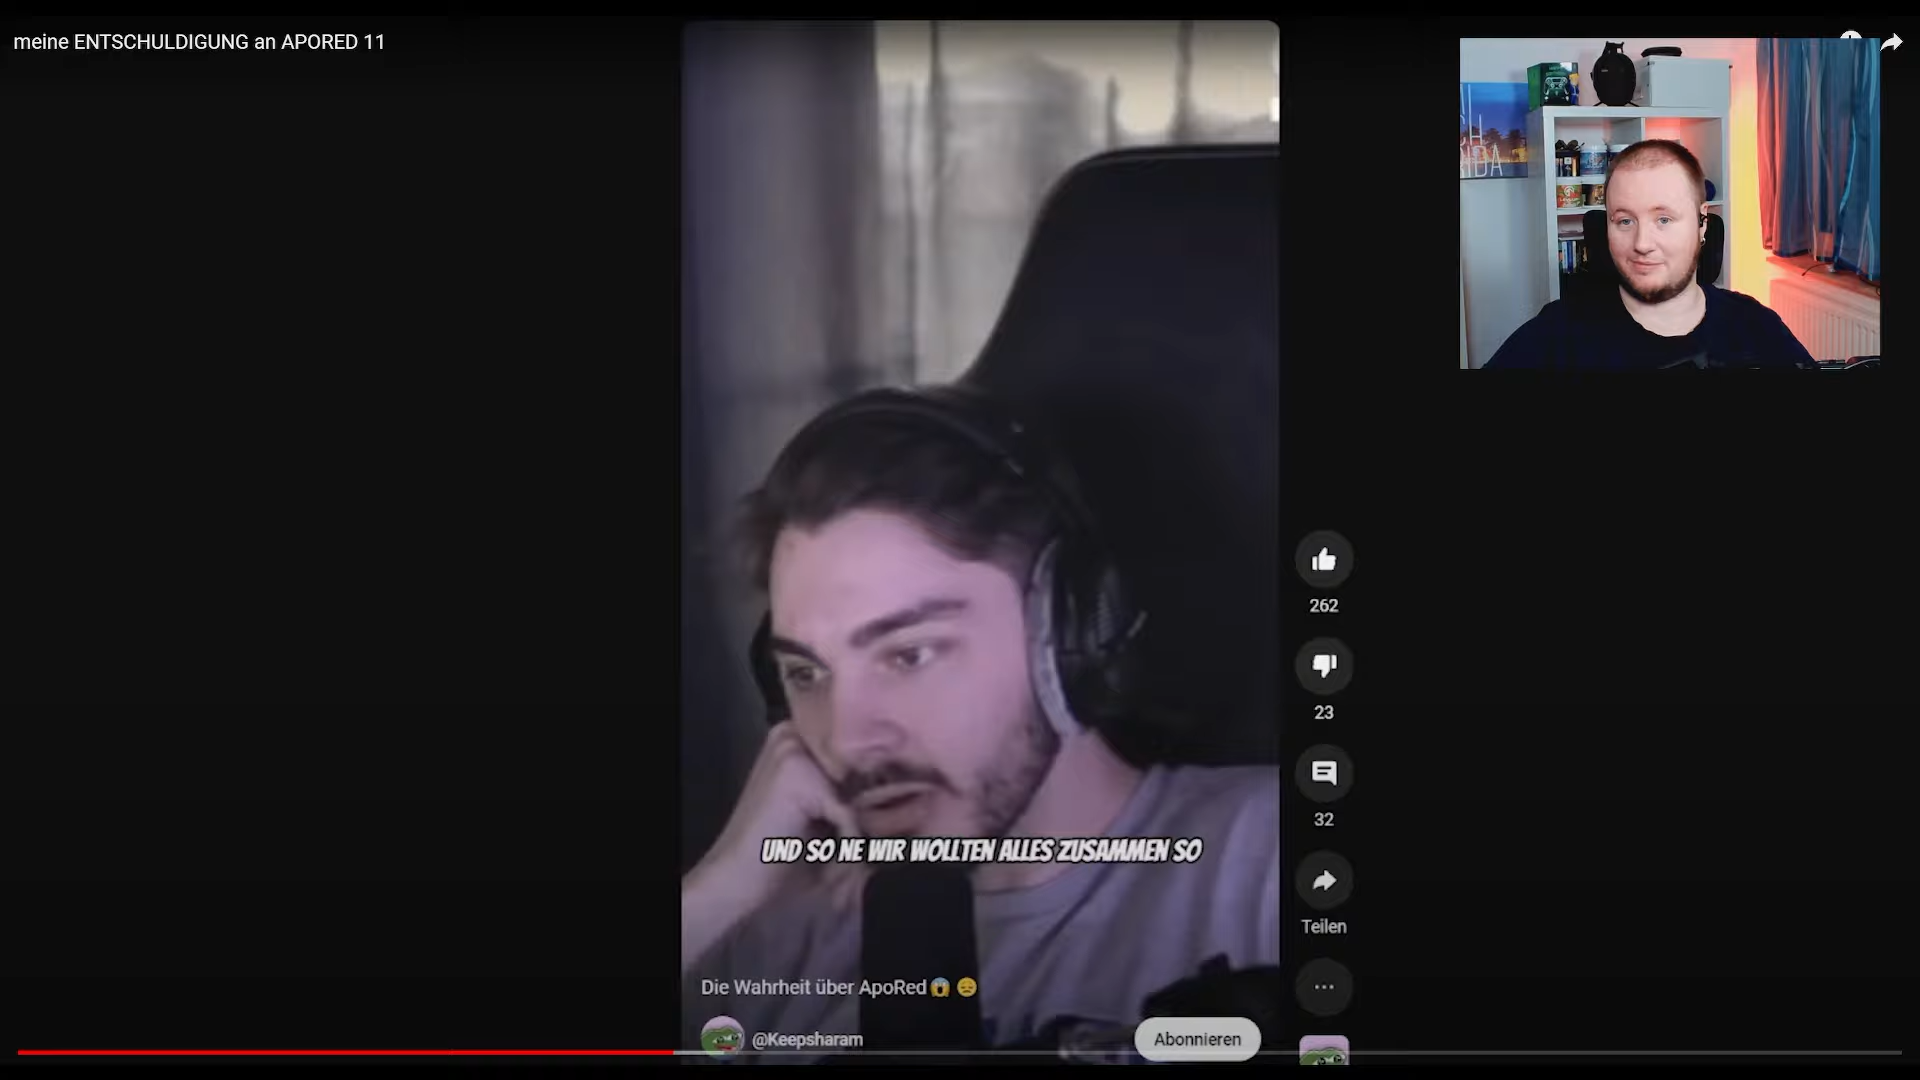 meine ENTSCHULDIGUNG an APORED 11
262
23
32
Teilen
UND SO NE WIR WOLLTEN ALLES ZUSAMMEN SO
Die Wahrheit über ApoRed😱 😔
@Keepsharam
Abonnieren